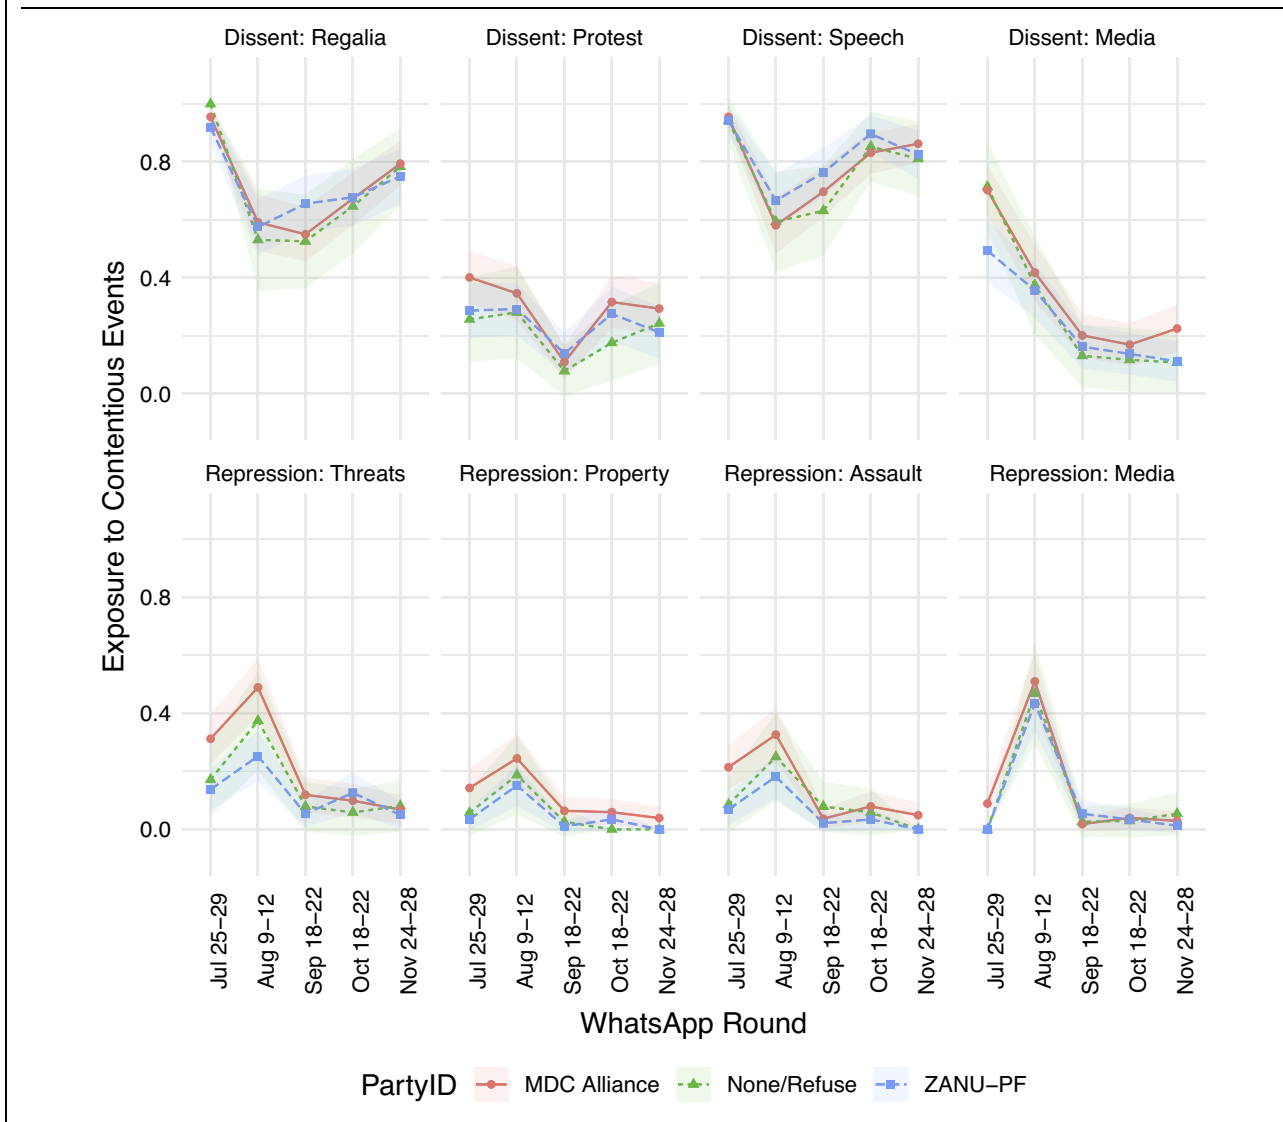 Dissent: Regalia
Dissent: Protest
Dissent: Speech
Dissent: Media
0.8
0.4
0.0
Exposure to Contentious Events
Repression: Threats
Repression: Property
Repression: Assault
Repression: Media
0.8
0.4
0.0
Jul 25–29
Aug 9–12
Sep 18–22
Oct 18–22
Nov 24–28
Jul 25–29
Aug 9–12
Sep 18–22
Oct 18–22
Nov 24–28
Jul 25–29
Aug 9–12
Sep 18–22
Oct 18–22
Nov 24–28
Jul 25–29
Aug 9–12
Sep 18–22
Oct 18–22
Nov 24–28
WhatsApp Round
PartyID MDC Alliance None/Refuse ZANU−PF